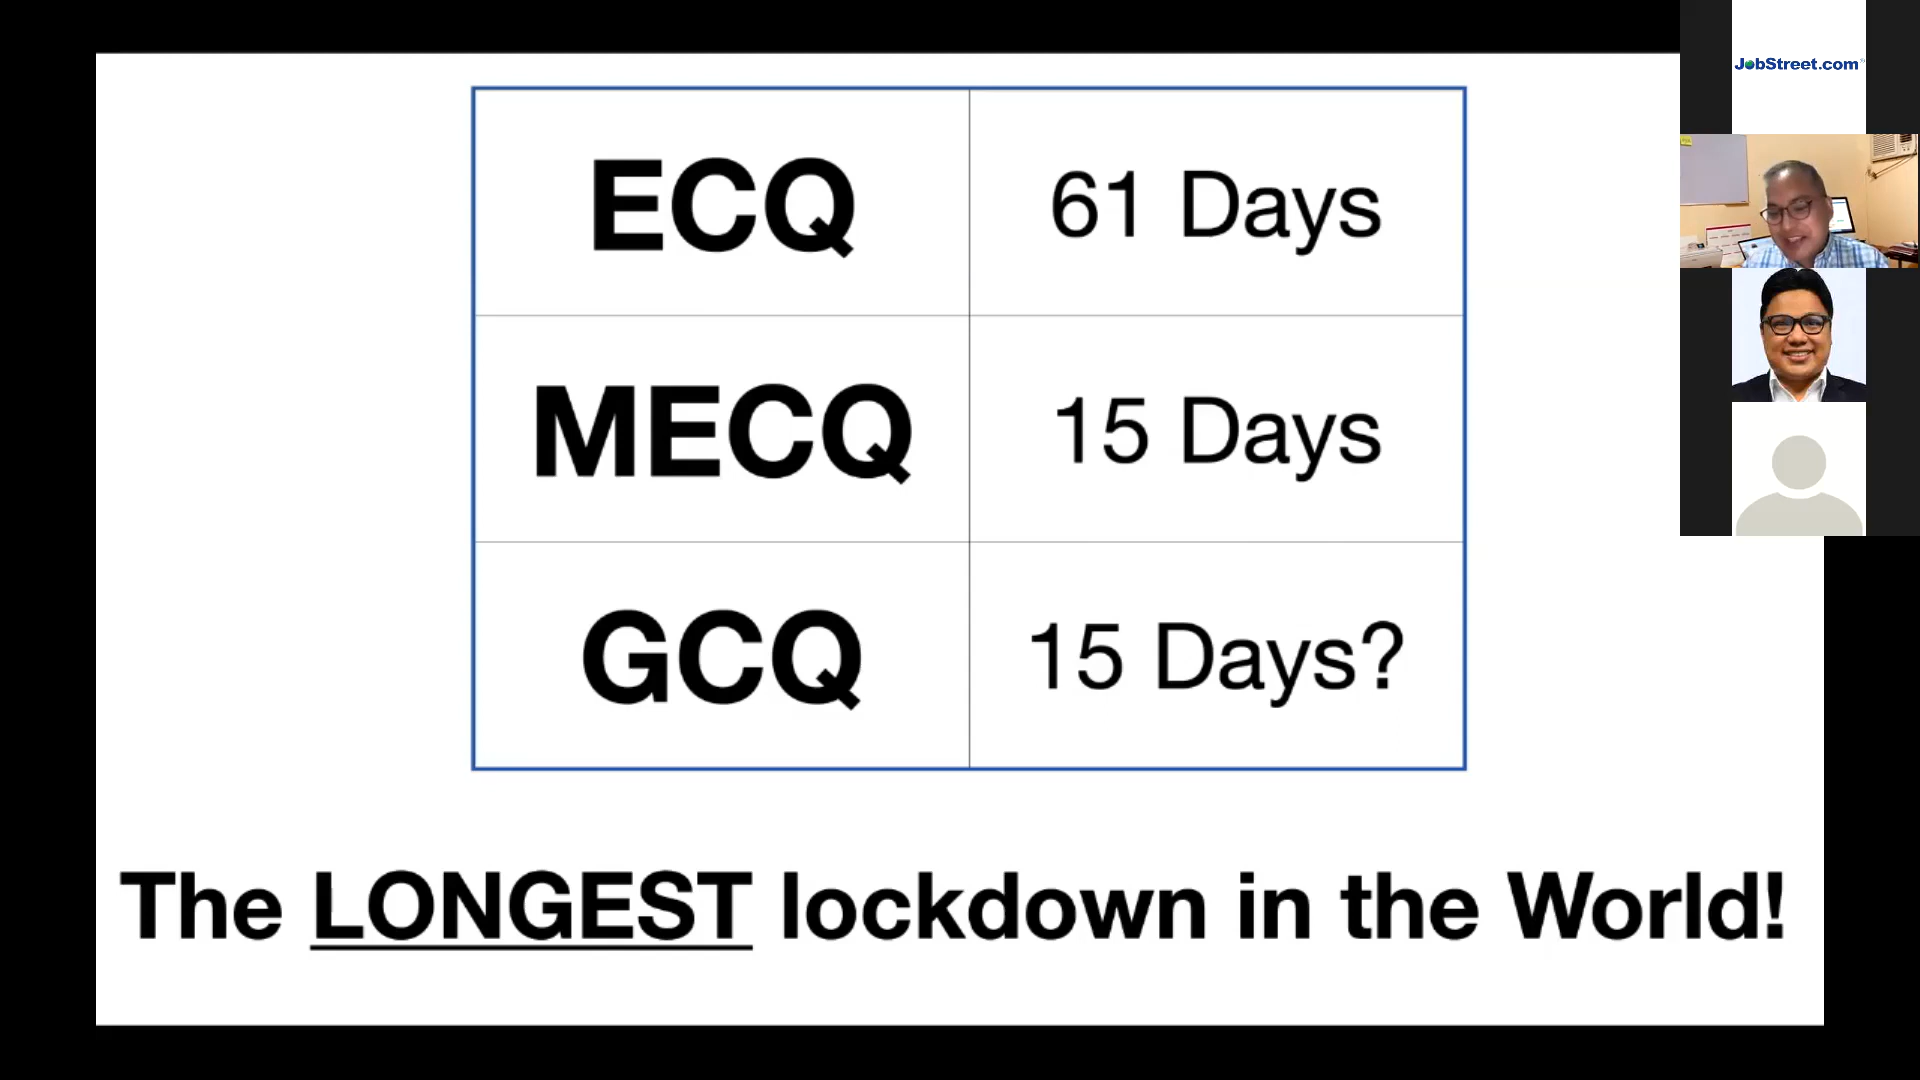 ECQ 61 Days
MECQ 15 Days
GCQ 15 Days?
The LONGEST lockdown in the World!
JobStreet.com